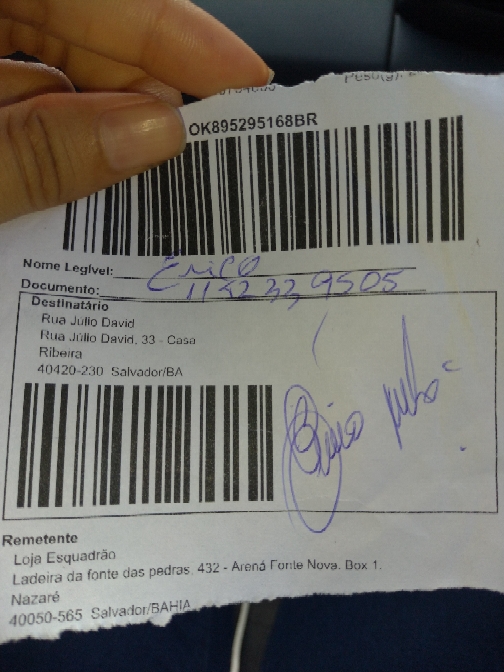 OK895295168BR
Nome Legível: Erico
Documento: 1152339505
Destinatário
Rua Júlio David
Rua Júlio David, 33 - Casa
Ribeira
40420-230 Salvador/BA
Remetente
Loja Esquadrão
Ladeira da fonte das pedras, 432 - Arena Fonte Nova. Box 1.
Nazaré
40050-565 Salvador/BAHIA